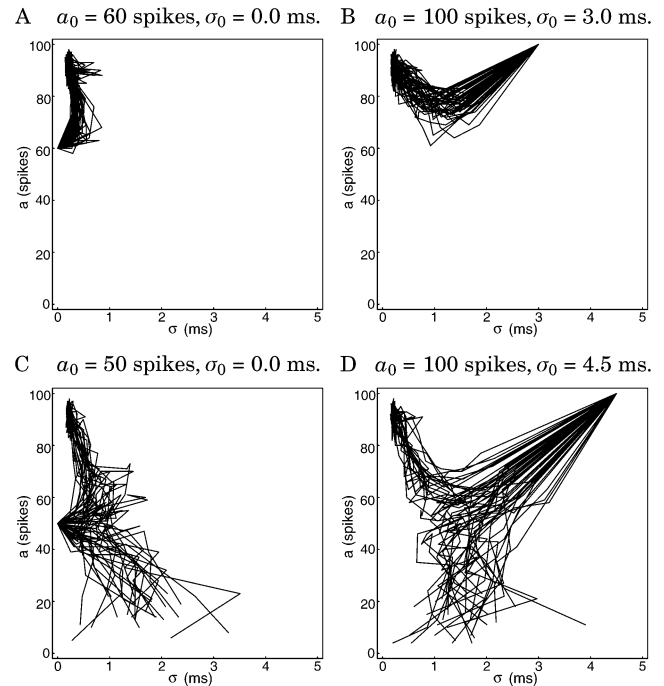 A a₀ = 60 spikes, σ₀ = 0.0 ms.
B a₀ = 100 spikes, σ₀ = 3.0 ms.
100
80
60
40
20
0
a (spikes)
0 1 2 3 4 5
σ (ms)
100
80
60
40
20
0
a (spikes)
0 1 2 3 4 5
σ (ms)
C a₀ = 50 spikes, σ₀ = 0.0 ms.
D a₀ = 100 spikes, σ₀ = 4.5 ms.
100
80
60
40
20
0
a (spikes)
0 1 2 3 4 5
σ (ms)
100
80
60
40
20
0
a (spikes)
0 1 2 3 4 5
σ (ms)